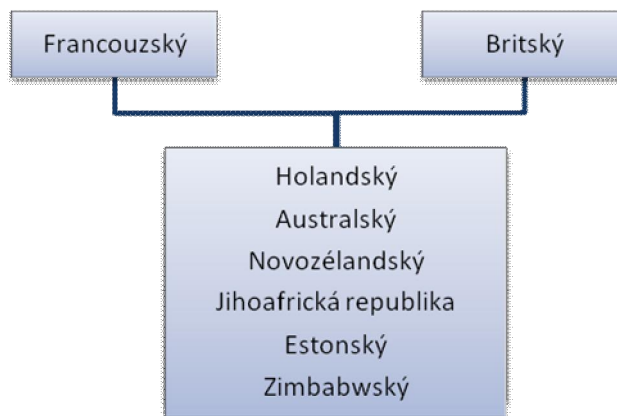 Francouzský
Britský
Holandský
Australský
Novozélandský
Jihoafrická republika
Estonský
Zimbabwský